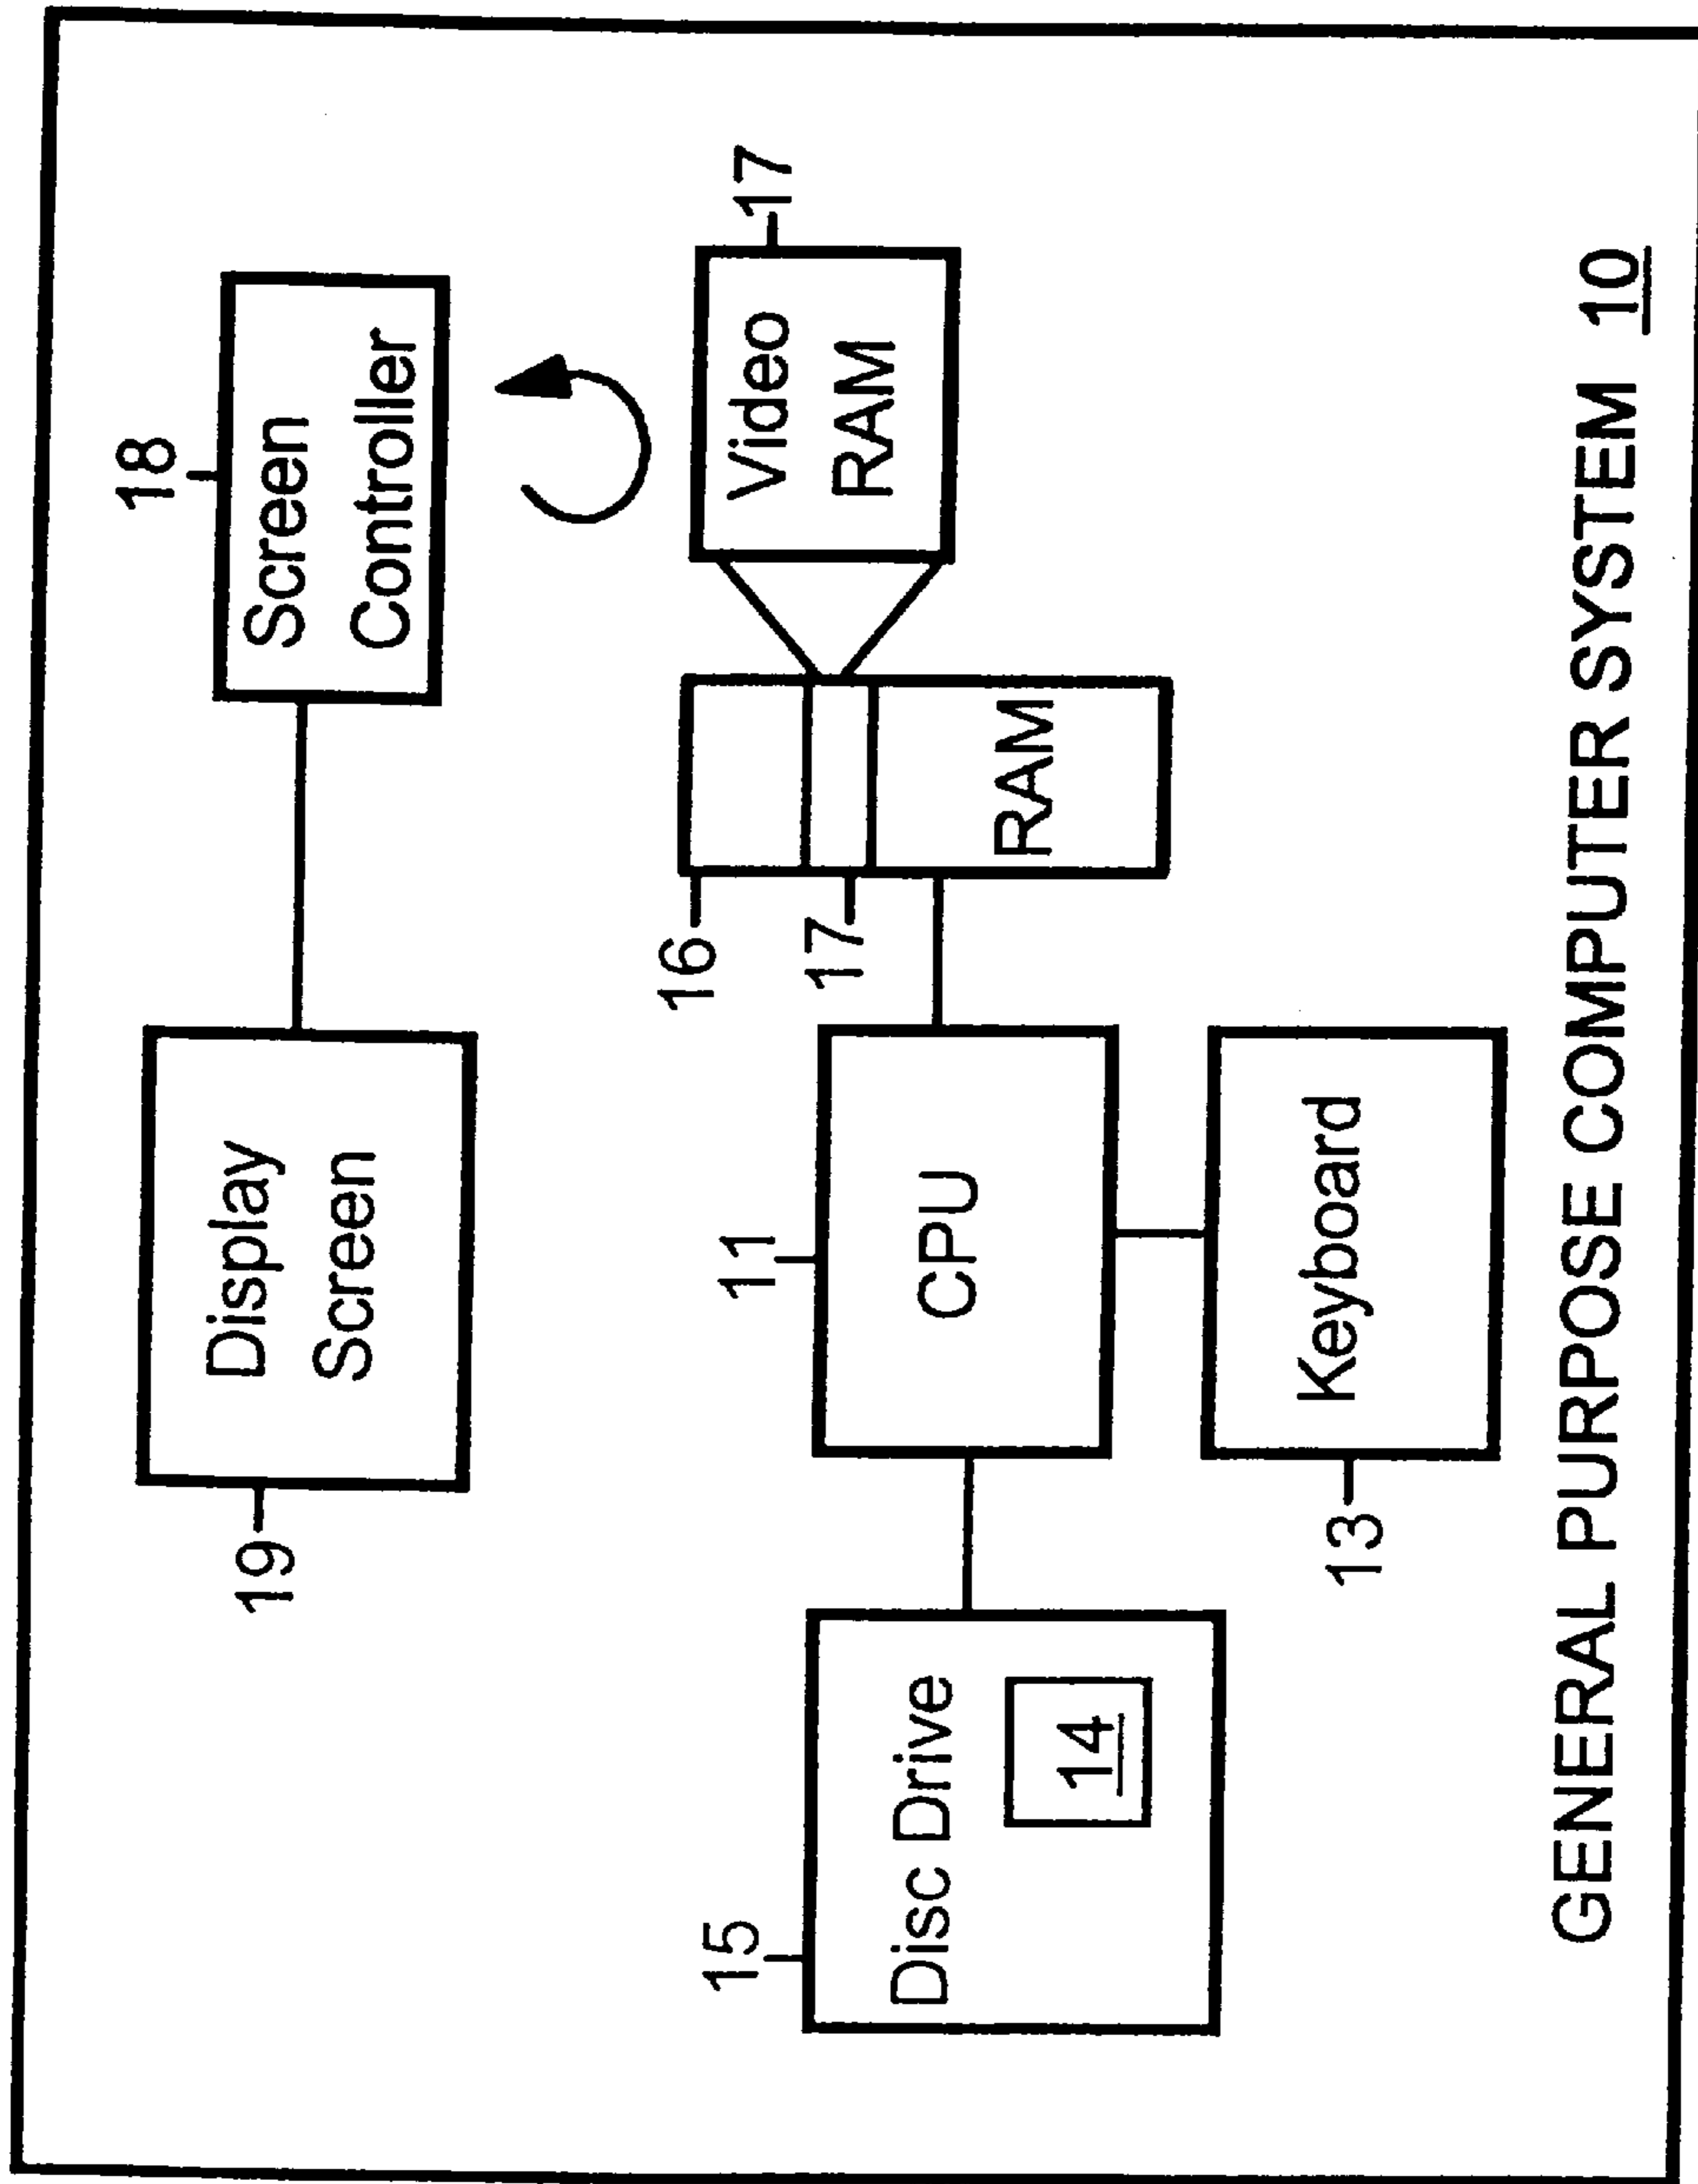 18
19
Display
Screen
Screen
Controller
16
17
17
Video
RAM
RAM
11
CPU
15
Disc Drive
14
13
Keyboard
GENERAL PURPOSE COMPUTER SYSTEM 10